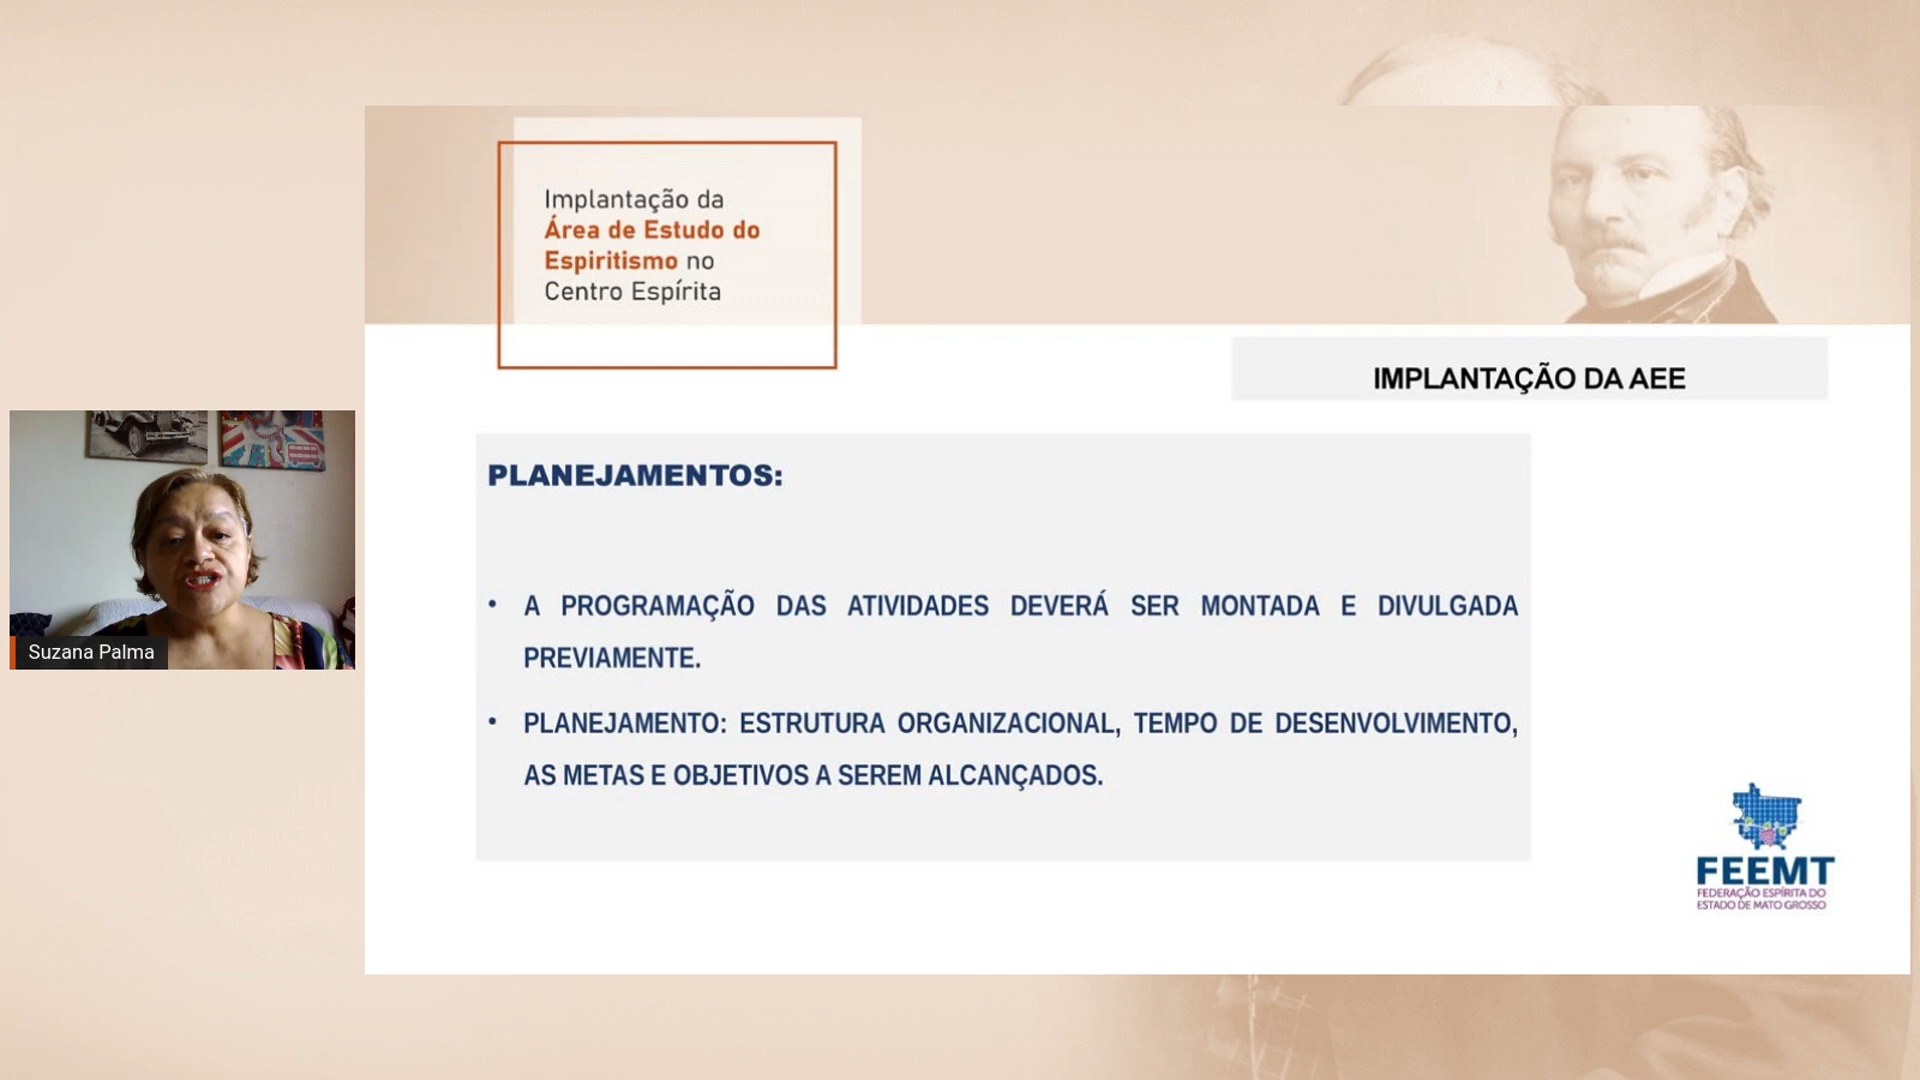 Implantação da
Área de Estudo do
Espiritismo no
Centro Espírita
IMPLANTAÇÃO DA AEE
PLANEJAMENTOS:
• A PROGRAMAÇÃO DAS ATIVIDADES DEVERÁ SER MONTADA E DIVULGADA
PREVIAMENTE.
• PLANEJAMENTO: ESTRUTURA ORGANIZACIONAL, TEMPO DE DESENVOLVIMENTO,
AS METAS E OBJETIVOS A SEREM ALCANÇADOS.
Suzana Palma
FEEMT
FEDERAÇÃO ESPÍRITA DO
ESTADO DE MATO GROSSO